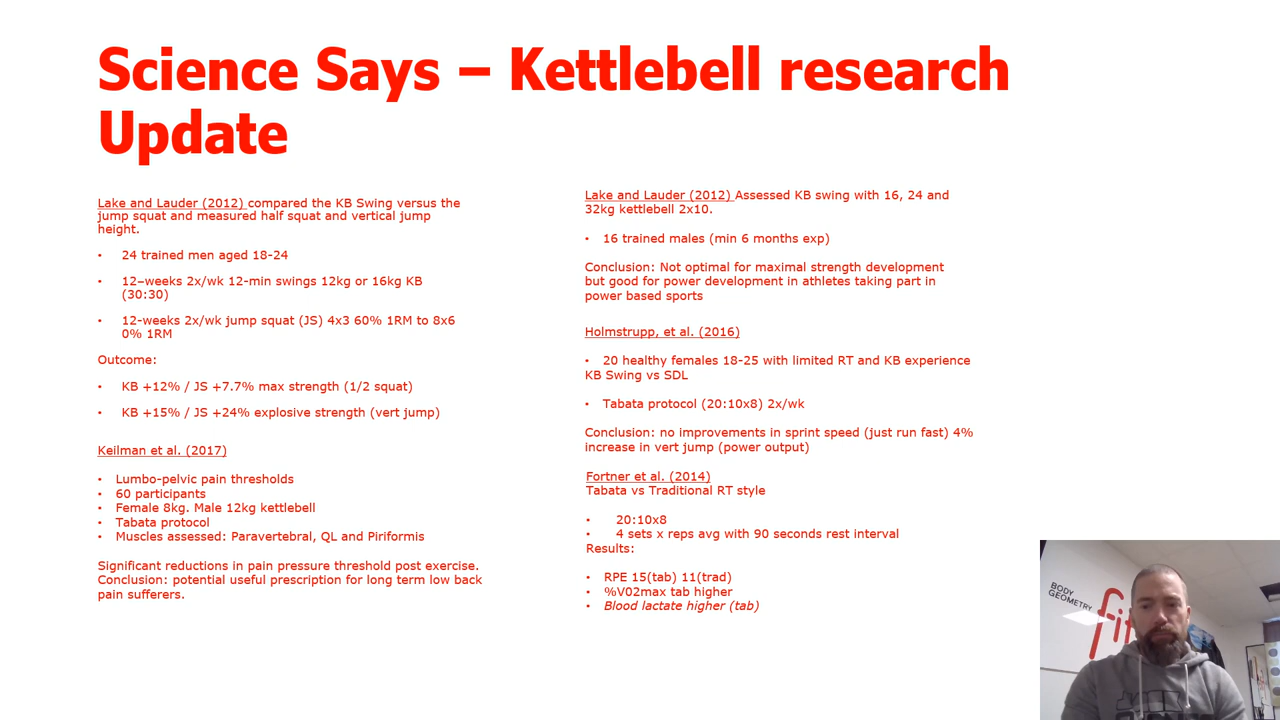 Science Says – Kettlebell research
Update
Lake and Lauder (2012) compared the KB Swing versus the
jump squat and measured half squat and vertical jump
height.
• 24 trained men aged 18-24
• 12–weeks 2x/wk 12-min swings 12kg or 16kg KB
(30:30)
• 12-weeks 2x/wk jump squat (JS) 4x3 60% 1RM to 8x6
0% 1RM
Outcome:
• KB +12% / JS +7.7% max strength (1/2 squat)
• KB +15% / JS +24% explosive strength (vert jump)
Keilman et al. (2017)
• Lumbo-pelvic pain thresholds
• 60 participants
• Female 8kg. Male 12kg kettlebell
• Tabata protocol
• Muscles assessed: Paravertebral, QL and Piriformis
Significant reductions in pain pressure threshold post exercise.
Conclusion: potential useful prescription for long term low back
pain sufferers.
Lake and Lauder (2012) Assessed KB swing with 16, 24 and
32kg kettlebell 2x10.
• 16 trained males (min 6 months exp)
Conclusion: Not optimal for maximal strength development
but good for power development in athletes taking part in
power based sports
Holmstrupp, et al. (2016)
• 20 healthy females 18-25 with limited RT and KB experience
KB Swing vs SDL
• Tabata protocol (20:10x8) 2x/wk
Conclusion: no improvements in sprint speed (just run fast) 4%
increase in vert jump (power output)
Fortner et al. (2014)
Tabata vs Traditional RT style
• 20:10x8
• 4 sets x reps avg with 90 seconds rest interval
Results:
• RPE 15(tab) 11(trad)
• %V02max tab higher
• Blood lactate higher (tab)
BODY
GEOMETRY